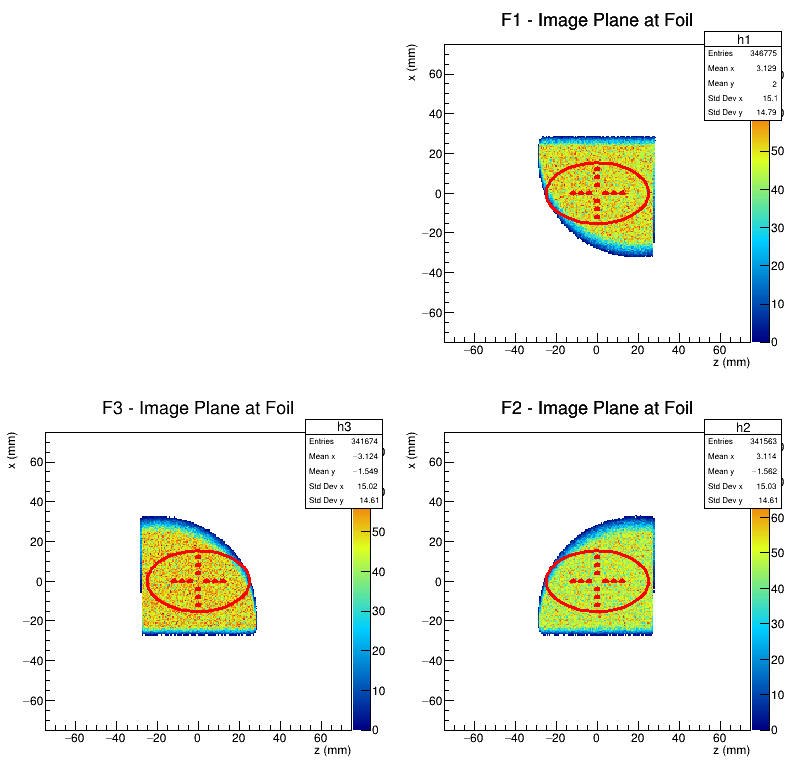 F1 - Image Plane at Foil
x (mm)
h1
Entries 346775
Mean x 3.129
Mean y 2
Std Dev x 15.1
Std Dev y 14.79
60
40
20
0
−20
−40
−60
−60 −40 −20 0 20 40 60
z (mm)
50
40
30
20
10
0
F3 - Image Plane at Foil
x (mm)
h3
Entries 341674
Mean x −3.124
Mean y −1.549
Std Dev x 15.02
Std Dev y 14.61
60
40
20
0
−20
−40
−60
−60 −40 −20 0 20 40 60
z (mm)
50
40
30
20
10
0
F2 - Image Plane at Foil
x (mm)
h2
Entries 341563
Mean x 3.114
Mean y −1.562
Std Dev x 15.03
Std Dev y 14.61
60
40
20
0
−20
−40
−60
−60 −40 −20 0 20 40 60
z (mm)
60
50
40
30
20
10
0